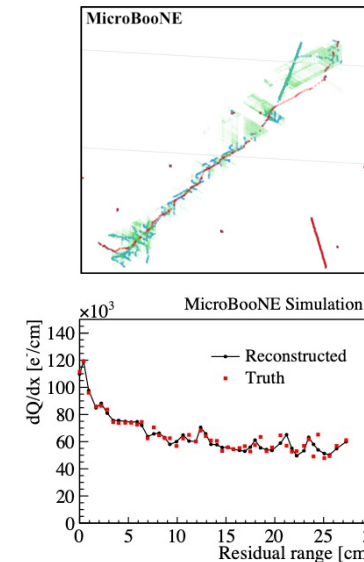 MicroBooNE
×10³
MicroBooNE Simulation
dQ/dx [e⁻/cm]
140
120
100
80
60
40
20
0
Reconstructed
Truth
0 5 10 15 20 25
Residual range [cm